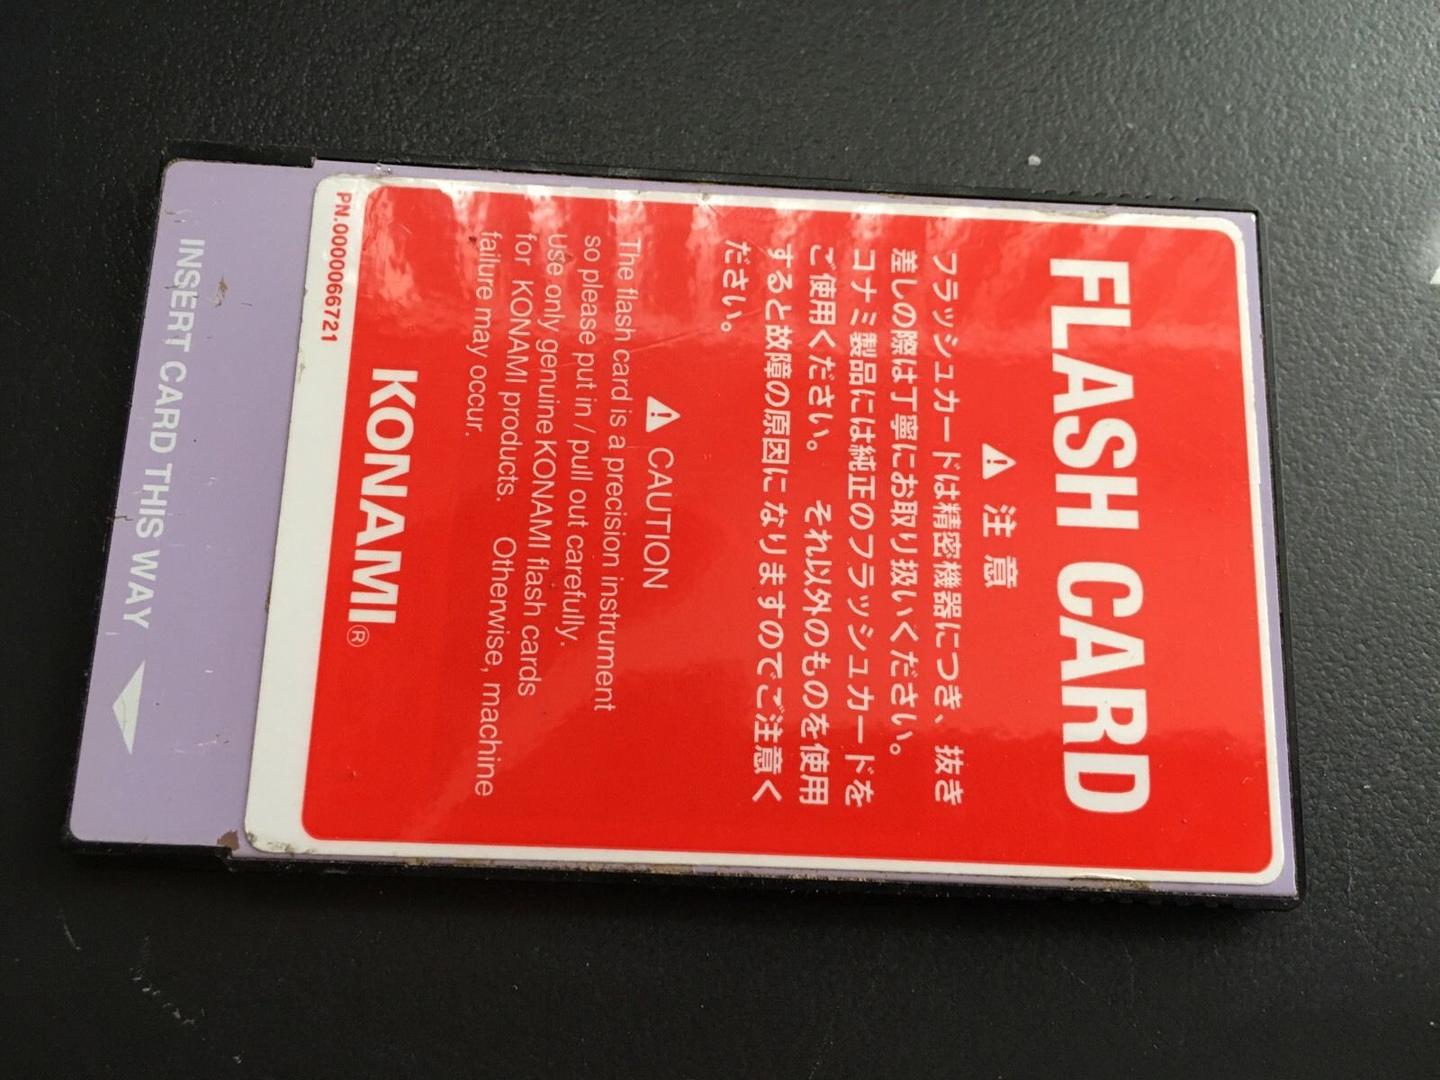 FLASH CARD
注 意
フラッシュカードは精密機器につき、抜き
差しの際は丁寧にお取り扱いください。
コナミ製品には純正のフラッシュカードを
ご使用ください。 それ以外のものを使用
すると故障の原因になりますのでご注意く
ださい。
CAUTION
The flash card is a precision instrument
so please put in / pull out carefully.
Use only genuine KONAMI flash cards
for KONAMI products. Otherwise, machine
failure may occur.
KONAMI®
PN.0000066721
INSERT CARD THIS WAY